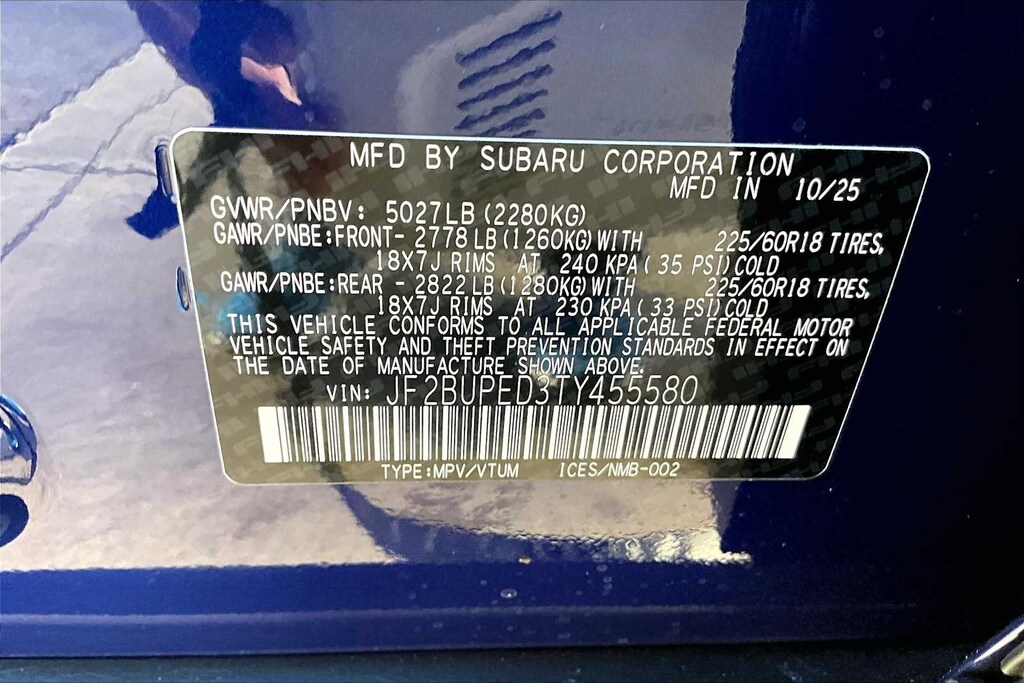 MFD BY SUBARU CORPORATION
MFD IN 10/25
GVWR/PNBV: 5027LB (2280KG)
GAWR/PNBE:FRONT- 2778 LB (1260KG) WITH 225/60R18 TIRES,
18X7J RIMS AT 240 KPA ( 35 PSI) COLD
GAWR/PNBE:REAR - 2822 LB (1280KG) WITH 225/60R18 TIRES,
18X7J RIMS AT 230 KPA ( 33 PSI) COLD
THIS VEHICLE CONFORMS TO ALL APPLICABLE FEDERAL MOTOR
VEHICLE SAFETY AND THEFT PREVENTION STANDARDS IN EFFECT ON
THE DATE OF MANUFACTURE SHOWN ABOVE.
VIN: JF2BUPED3TY455580
TYPE:MPV/VTUM ICES/NMB-002